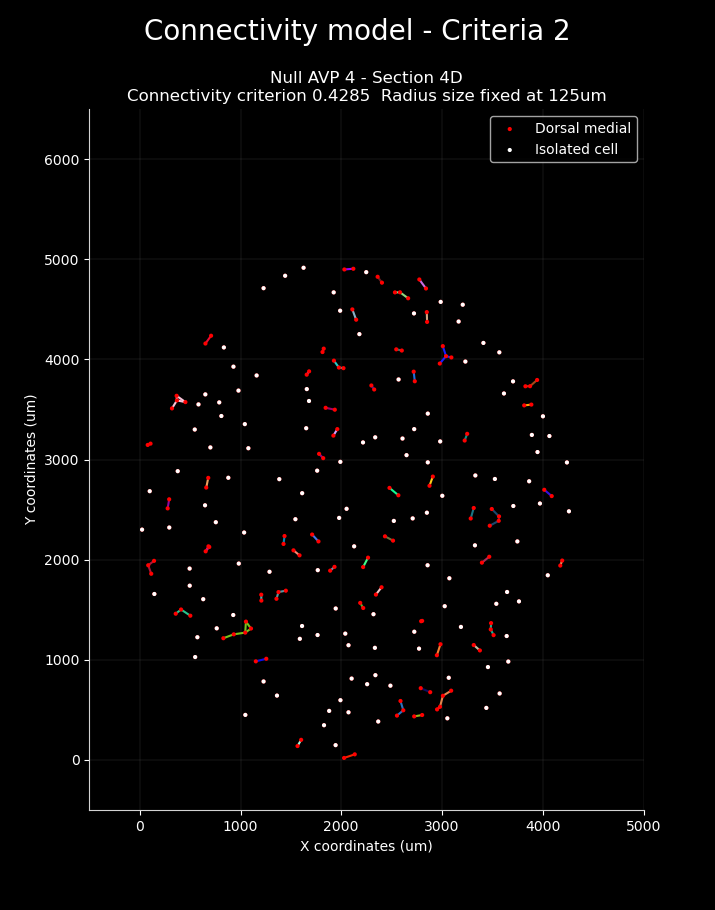 Connectivity model - Criteria 2
Null AVP 4 - Section 4D
Connectivity criterion 0.4285  Radius size fixed at 125um
Dorsal medial
Isolated cell
6000
5000
4000
3000
2000
1000
0
Y coordinates (um)
0
1000
2000
3000
4000
5000
X coordinates (um)